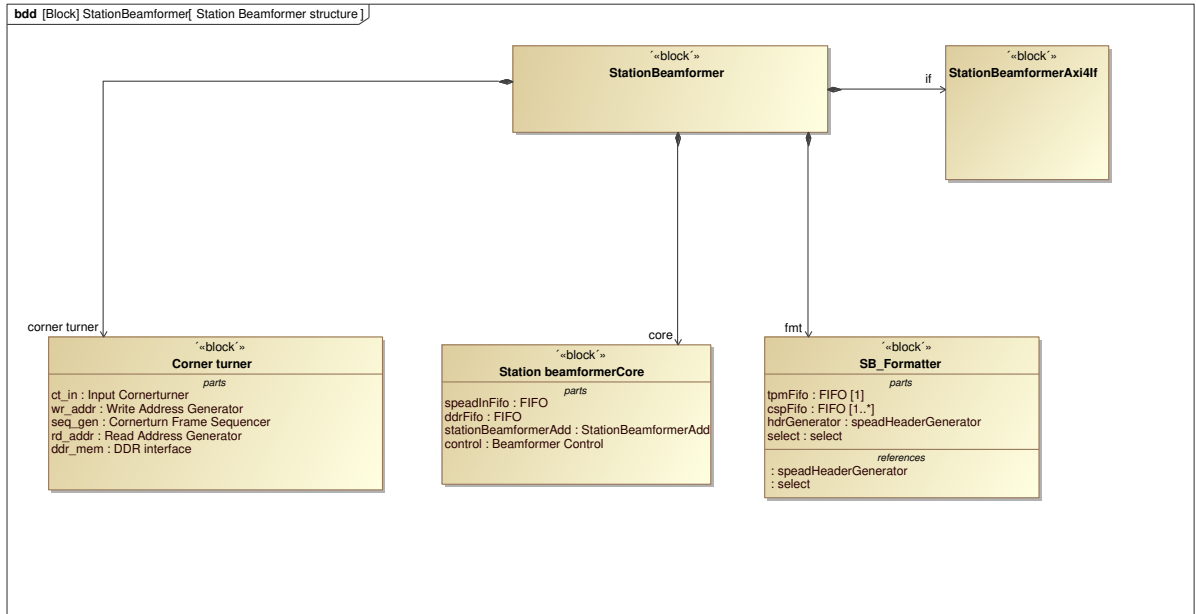 bdd [Block] StationBeamformer[ Station Beamformer structure ]
´«block´»
StationBeamformer
´«block´»
StationBeamformerAxi4If
if
corner turner
core
fmt
´«block´»
Corner turner
parts
ct_in : Input Cornerturner
wr_addr : Write Address Generator
seq_gen : Cornerturn Frame Sequencer
rd_addr : Read Address Generator
ddr_mem : DDR interface
´«block´»
Station beamformerCore
parts
speadInFifo : FIFO
ddrFifo : FIFO
stationBeamformerAdd : StationBeamformerAdd
control : Beamformer Control
´«block´»
SB_Formatter
parts
tpmFifo : FIFO [1]
cspFifo : FIFO [1..*]
hdrGenerator : speadHeaderGenerator
select : select
references
: speadHeaderGenerator
: select